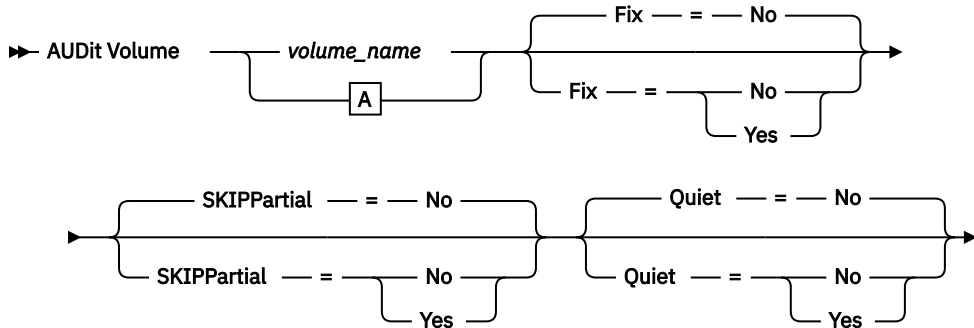 Fix = No
AUDit Volume volume_name
A
Fix = No
Yes
SKIPPartial = No
SKIPPartial = No
Yes
Quiet = No
Quiet = No
Yes